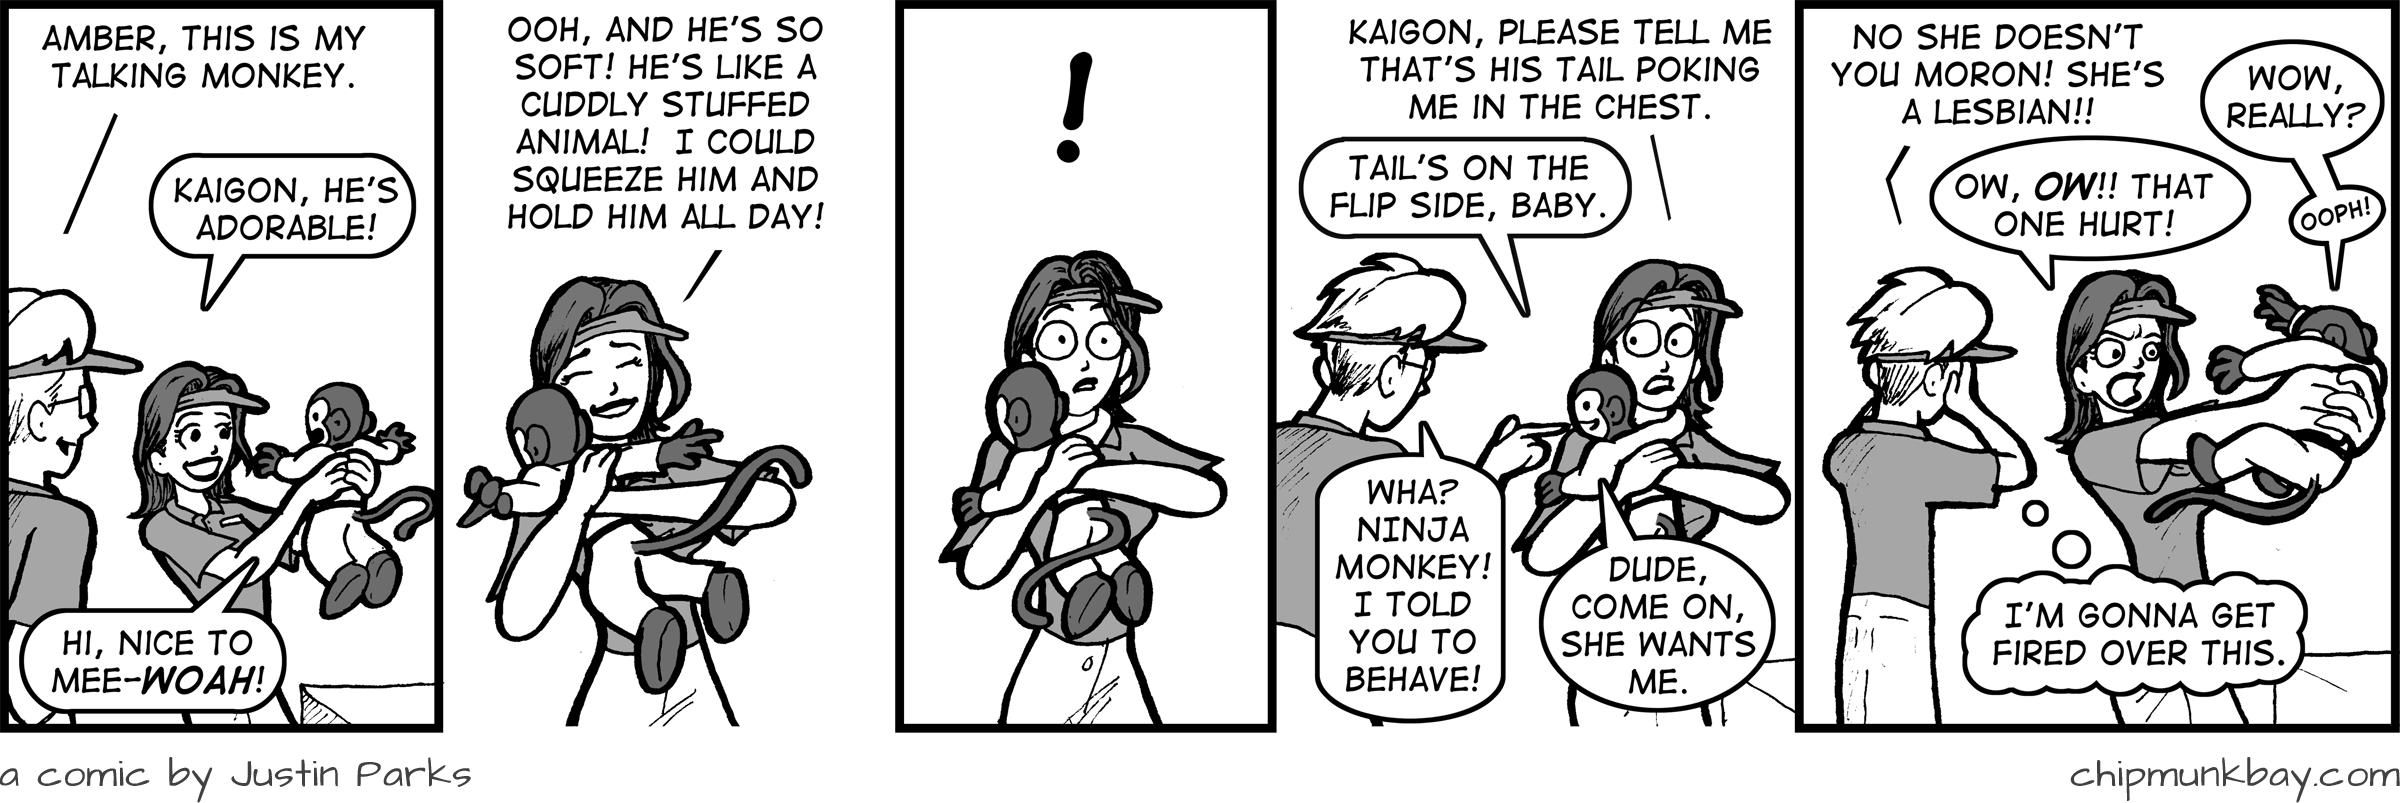 AMBER, THIS IS MY
TALKING MONKEY.
KAIGON, HE'S
ADORABLE!
HI, NICE TO
MEE-WOAH!
OOH, AND HE'S SO
SOFT! HE'S LIKE A
CUDDLY STUFFED
ANIMAL! I COULD
SQUEEZE HIM AND
HOLD HIM ALL DAY!
!
KAIGON, PLEASE TELL ME
THAT'S HIS TAIL POKING
ME IN THE CHEST.
TAIL'S ON THE
FLIP SIDE, BABY.
WHA?
NINJA
MONKEY!
I TOLD
YOU TO
BEHAVE!
DUDE,
COME ON,
SHE WANTS
ME.
NO SHE DOESN'T
YOU MORON! SHE'S
A LESBIAN!!
WOW,
REALLY?
OOPH!
OW, OW!! THAT
ONE HURT!
I'M GONNA GET
FIRED OVER THIS.
a comic by Justin Parks
chipmunkbay.com